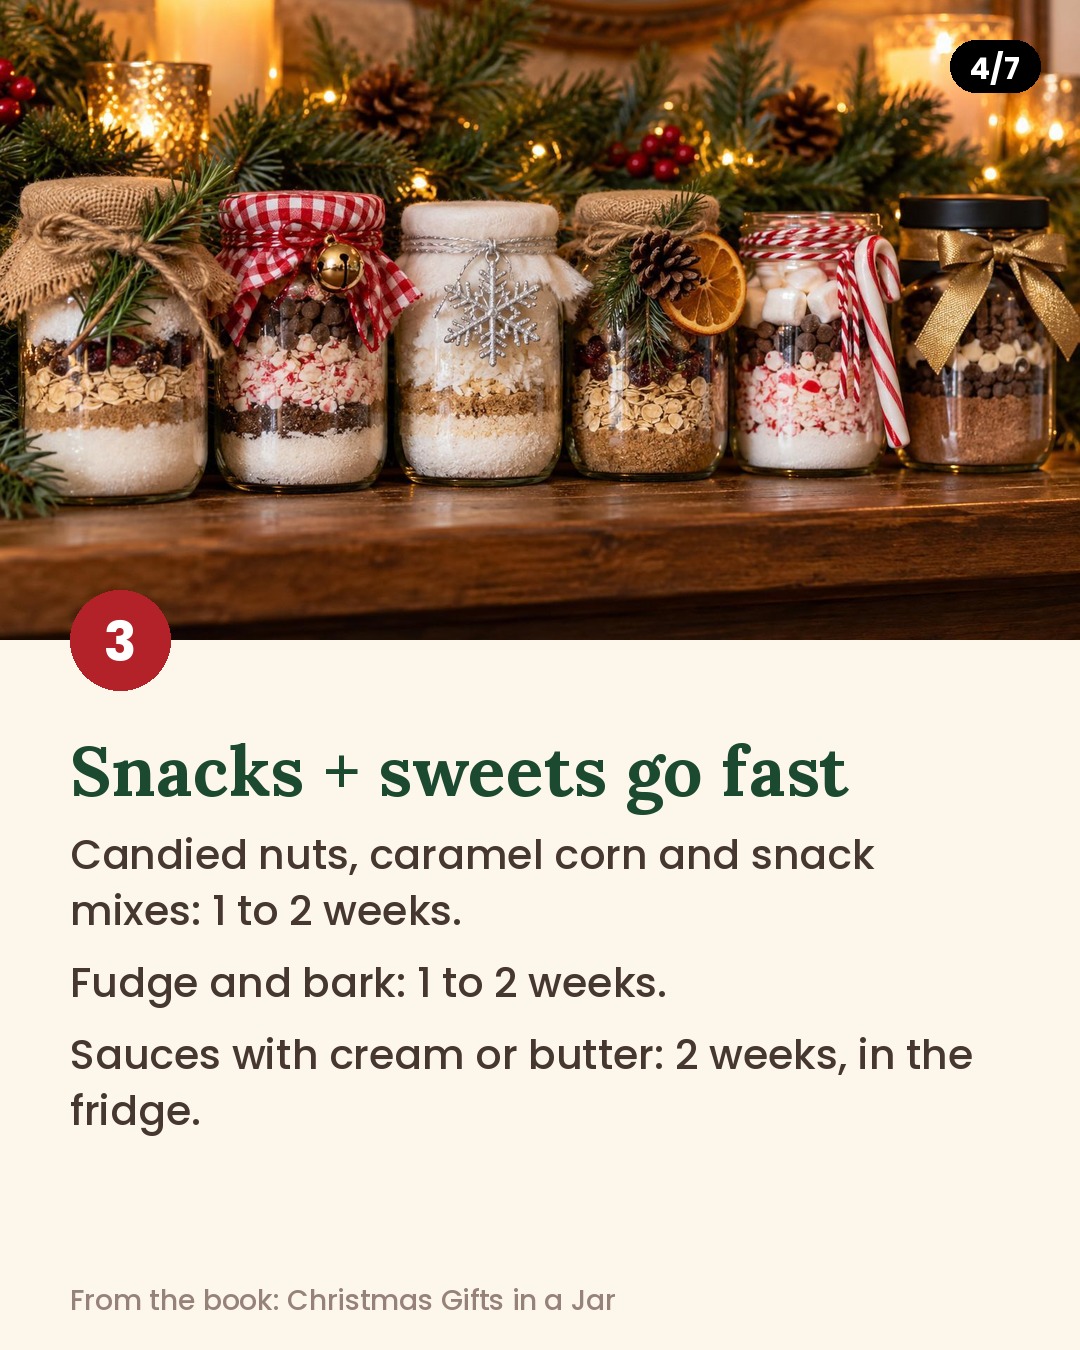 4/7
3
Snacks + sweets go fast
Candied nuts, caramel corn and snack
mixes: 1 to 2 weeks.
Fudge and bark: 1 to 2 weeks.
Sauces with cream or butter: 2 weeks, in the
fridge.
From the book: Christmas Gifts in a Jar